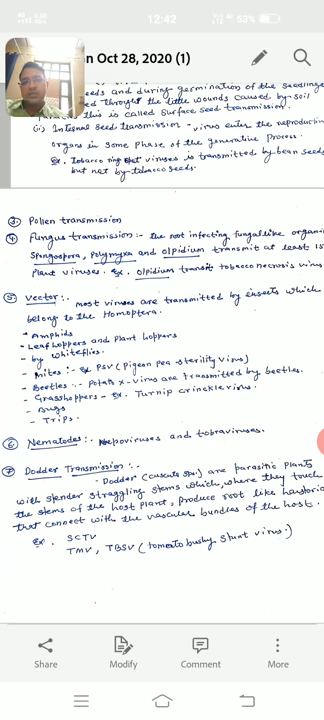 12:42
53%
n Oct 28, 2020 (1)
eeds and during germination of the seedlings
ed throught the little wounds caused by soil
this is called Surface seed transmission.
(ii) Internal Seed transmission - virus enter the reproductive
organs in some phase of the generative process.
Ex. Tobacco ring spot viruses is transmitted by bean seeds
but not by tobacco seeds.
3. Pollen transmission
4 Fungus transmission :- the root infecting fungal like organi
Spongospora, polymyxa and olpidium transmit at least 15
plant viruses. Ex. olpidium transit tobacco necrosis virus
5 Vector :- most viruses are transmitted by insects which
belong to the Homoptera.
- Amphids
- Leafhoppers and plant hoppers
- by whiteflies.
- Mites :- Ex PSV (Pigeon pea sterility virus)
- Beetles :- Potato x-virus are transmitted by beetles.
- Grasshoppers - Ex. Turnip crinckle virus.
- Bugs
- Trips.
6 Nematodes :- Nepoviruses and tobraviruses.
7 Dodder Transmission :-
- Dodder (cuscuta spp.) are parasitic plants
with slender straggling stems which, where they touch
the stems of the host plant, produce root like haustoria
that connect with the vascular bundles of the hosts.
Ex. SCTV
TMV, TBSV (tomato bushy stunt virus.)
Share
Modify
Comment
More